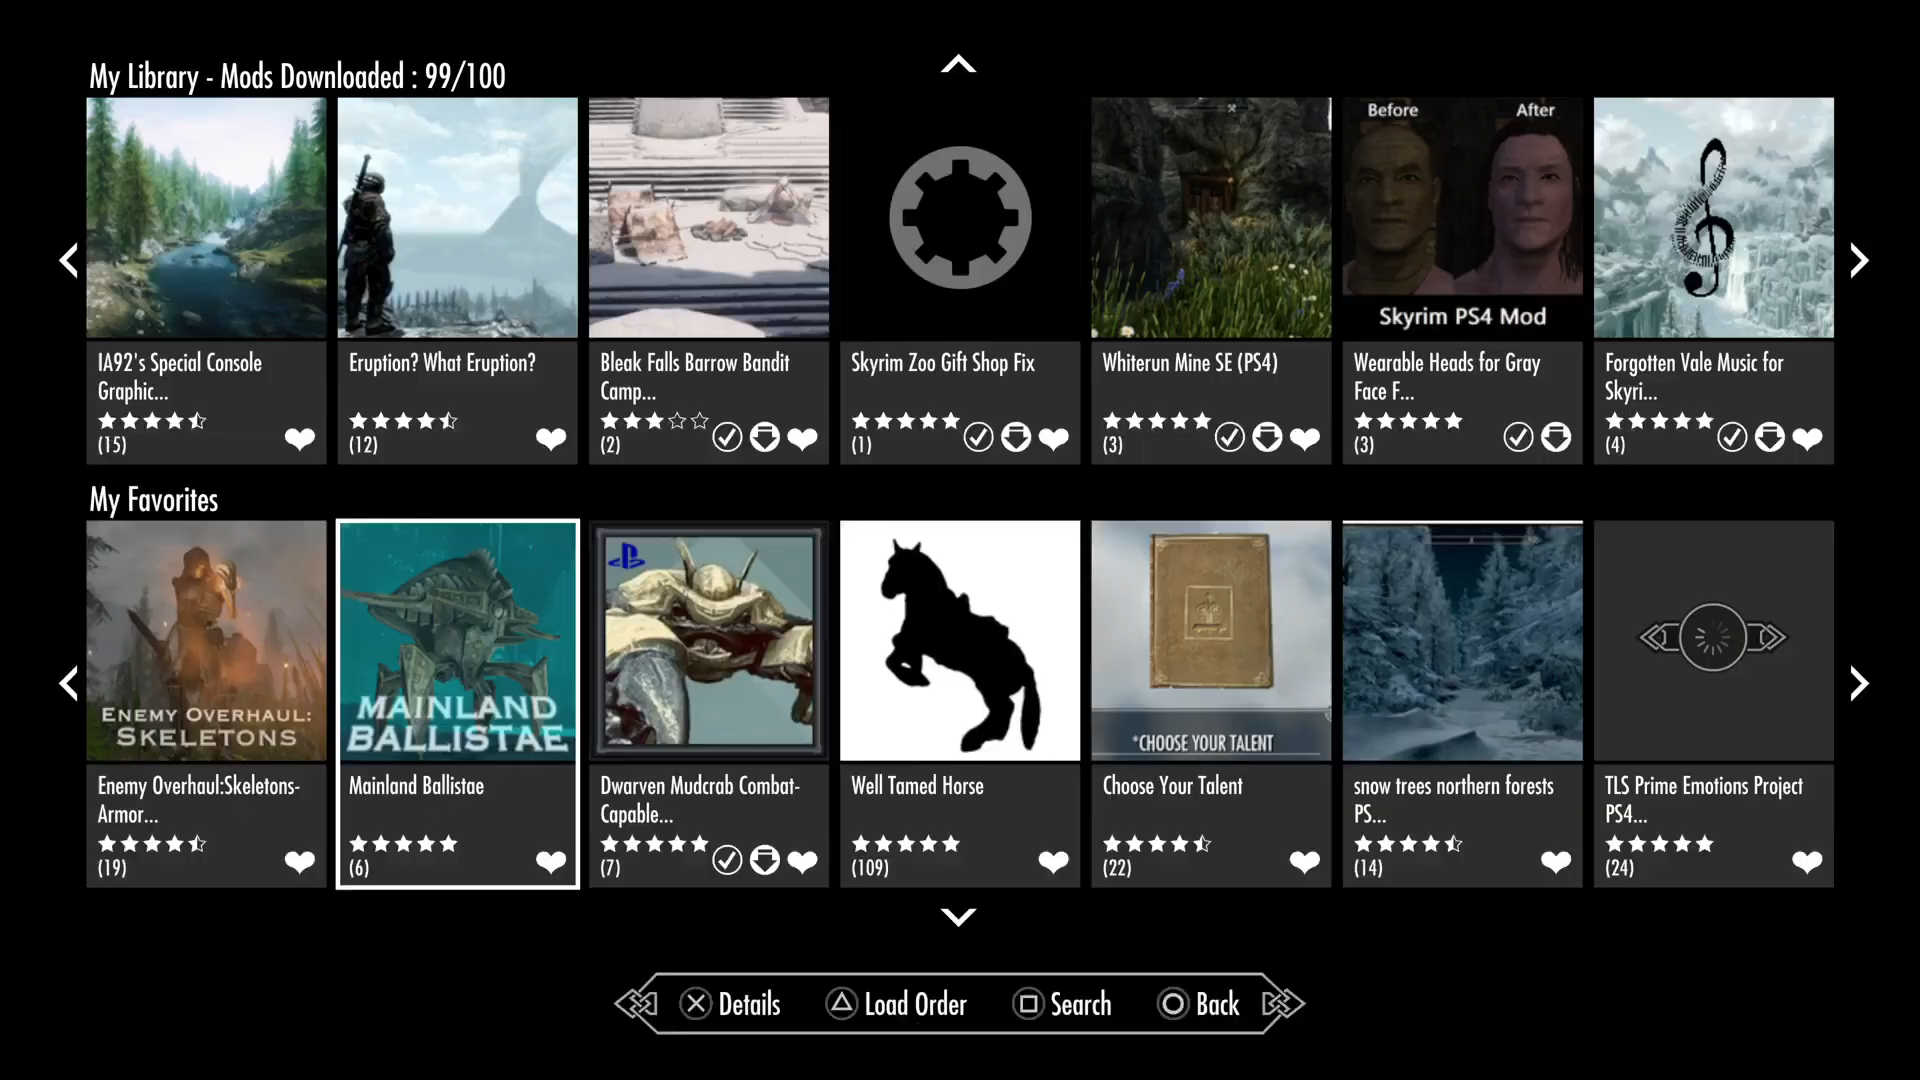 My Library - Mods Downloaded : 99/100
Before After
Skyrim PS4 Mod
IA92's Special Console
Graphic...
(15)
Eruption? What Eruption?
(12)
Bleak Falls Barrow Bandit
Camp...
(2)
Skyrim Zoo Gift Shop Fix
(1)
Whiterun Mine SE (PS4)
(3)
Wearable Heads for Gray
Face F...
(3)
Forgotten Vale Music for
Skyri...
(4)
My Favorites
ENEMY OVERHAUL:
SKELETONS
MAINLAND
BALLISTAE
*CHOOSE YOUR TALENT
Enemy Overhaul:Skeletons-
Armor...
(19)
Mainland Ballistae
(6)
Dwarven Mudcrab Combat-
Capable...
(7)
Well Tamed Horse
(109)
Choose Your Talent
(22)
snow trees northern forests
PS...
(14)
TLS Prime Emotions Project
PS4...
(24)
Details Load Order Search Back